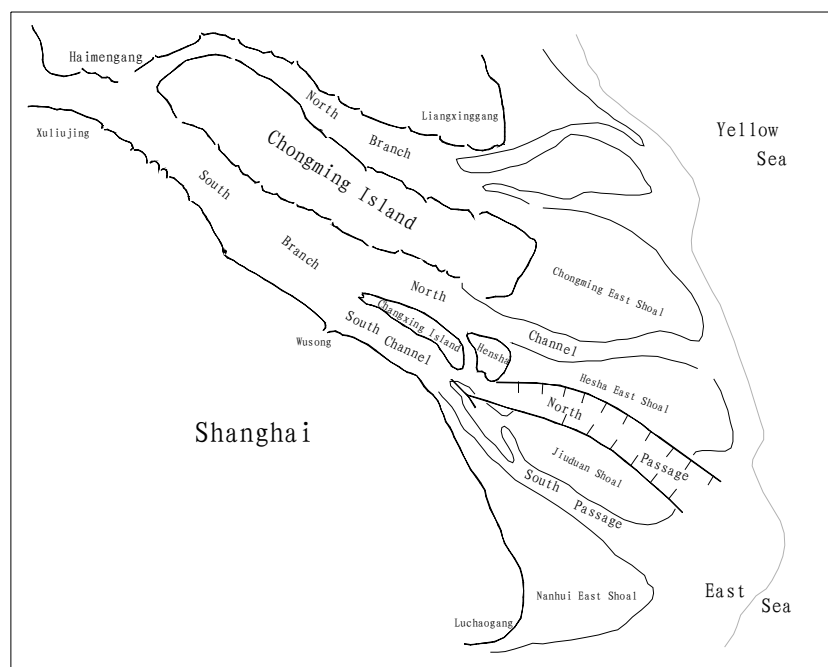 Haimengang
Xuliujing
North
Branch
Liangxinggang
Yellow
Sea
Chongming Island
South
Branch
North
Channel
Chongming East Shoal
Changxing Island
South Channel
Wusong
Hensha
Hesha East Shoal
North
Passage
Shanghai
Jiuduan Shoal
South
Passage
East
Sea
Nanhui East Shoal
Luchaogang